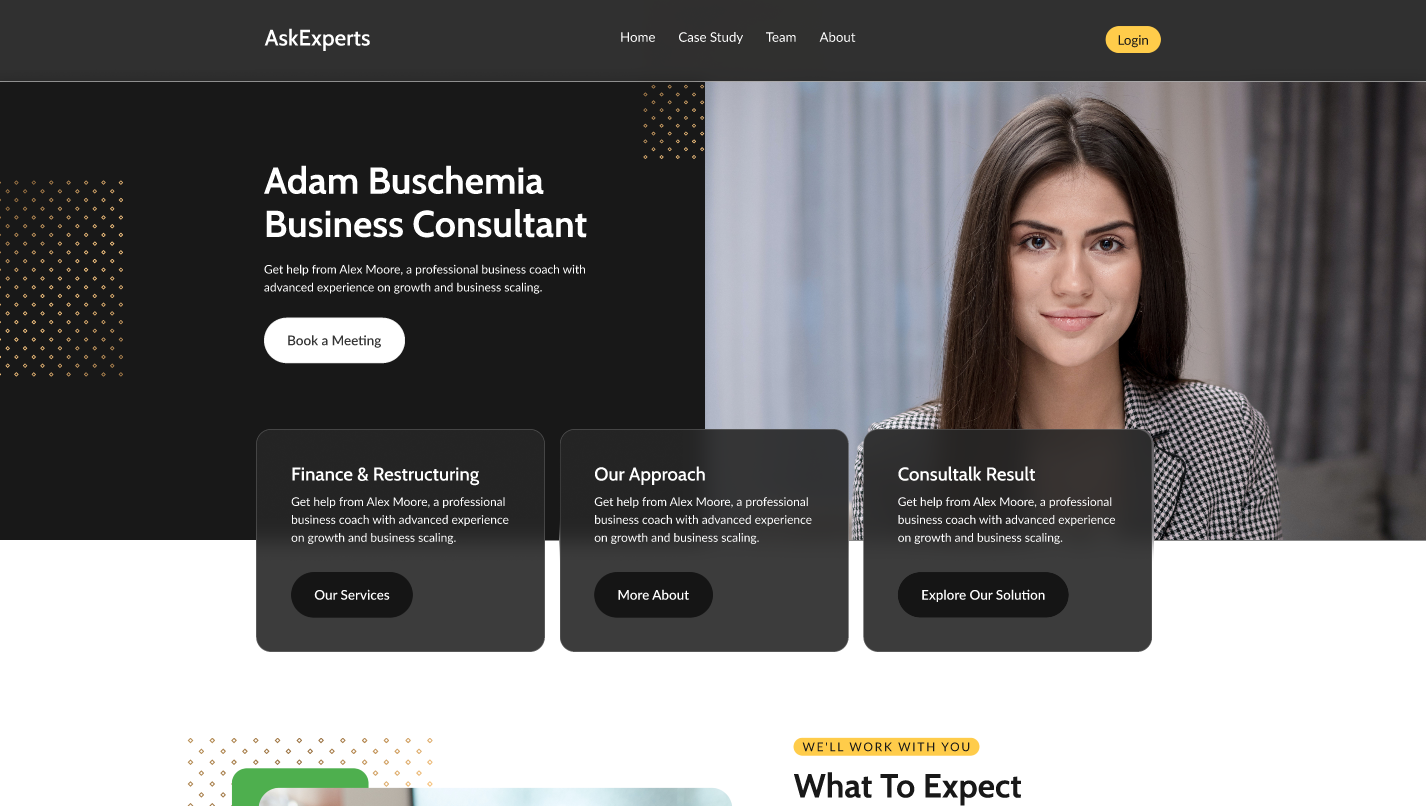 AskExperts
Home Case Study Team About
Login
Adam Buschemia
Business Consultant
Get help from Alex Moore, a professional business coach with
advanced experience on growth and business scaling.
Book a Meeting
Finance & Restructuring
Get help from Alex Moore, a professional
business coach with advanced experience
on growth and business scaling.
Our Services
Our Approach
Get help from Alex Moore, a professional
business coach with advanced experience
on growth and business scaling.
More About
Consultalk Result
Get help from Alex Moore, a professional
business coach with advanced experience
on growth and business scaling.
Explore Our Solution
WE'LL WORK WITH YOU
What To Expect